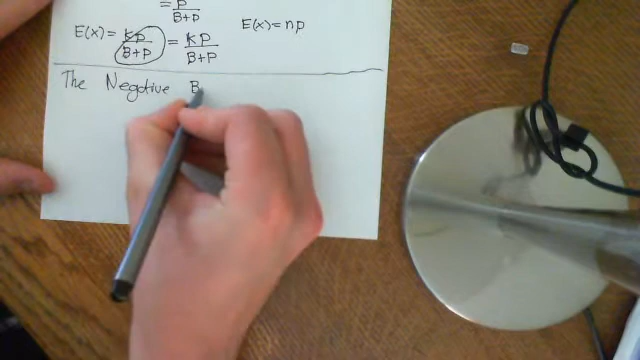 = p / B+p
E(x) = kp / B+p = kp / B+p E(x) = np
The Negative B